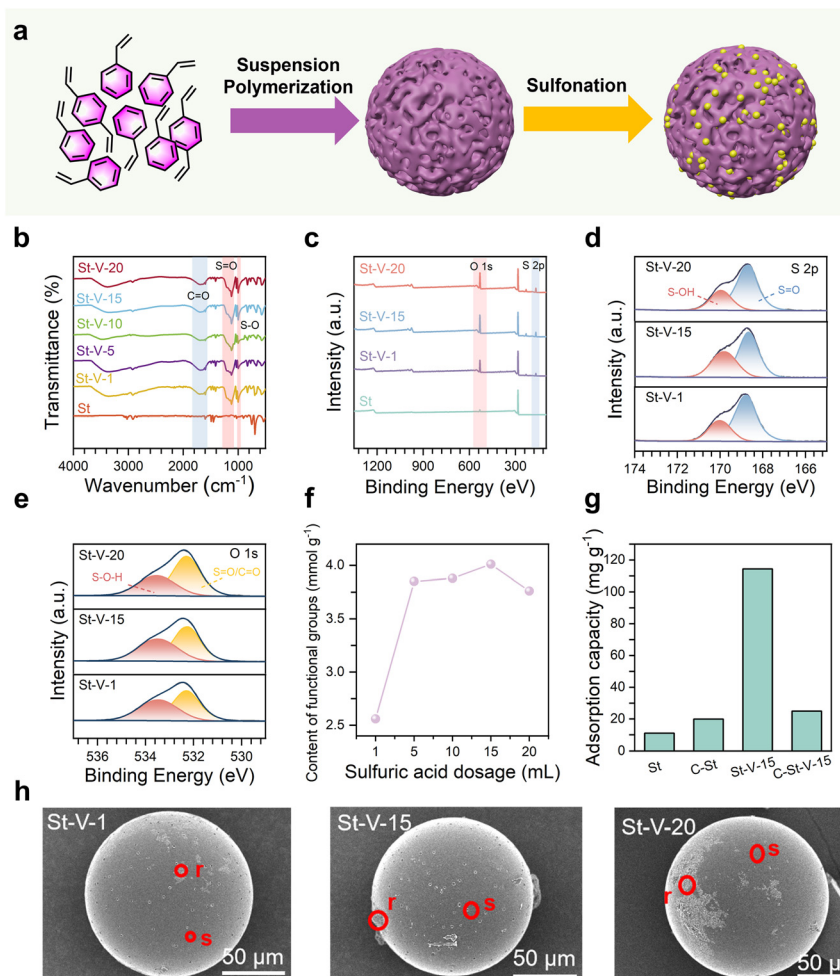 a
Suspension
Polymerization
Sulfonation
b
St-V-20
S=O
C=O
St-V-15
St-V-10
S-O
St-V-5
St-V-1
St
Transmittance (%)
4000 3000 2000 1000
Wavenumber (cm⁻¹)
c
O 1s
S 2p
St-V-20
St-V-15
St-V-1
St
Intensity (a.u.)
1200 900 600 300
Binding Energy (eV)
d
St-V-20
S 2p
S-OH
S=O
St-V-15
St-V-1
Intensity (a.u.)
174 172 170 168 166
Binding Energy (eV)
e
St-V-20
O 1s
S-O-H
S=O/C=O
St-V-15
St-V-1
Intensity (a.u.)
536 534 532 530
Binding Energy (eV)
f
Content of functional groups (mmol g⁻¹)
4.0
3.5
3.0
2.5
1 5 10 15 20
Sulfuric acid dosage (mL)
g
Adsorption capacity (mg g⁻¹)
120
100
80
60
40
20
0
St C-St St-V-15 C-St-V-15
h
St-V-1
r
s
50 µm
St-V-15
r
s
50 µm
St-V-20
r
s
50 µm